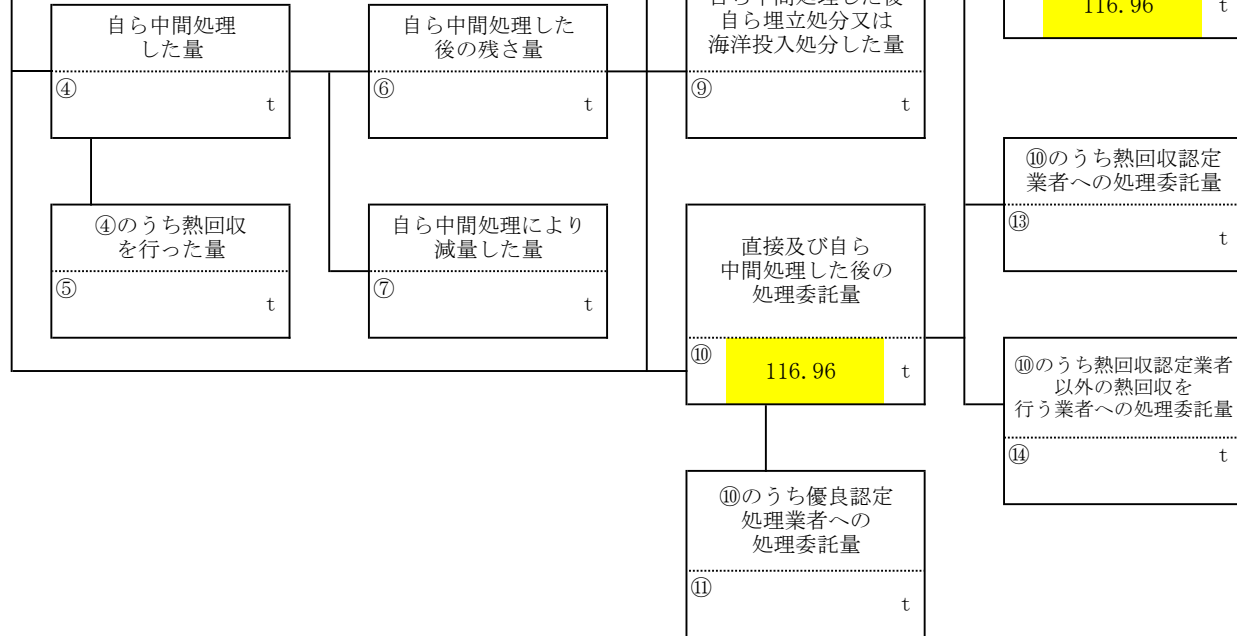 自ら中間処理
した量
④
t
自ら中間処理した
後の残さ量
⑥
t
自ら埋立処分又は
海洋投入処分した量
⑨
t
116.96
t
④のうち熱回収
を行った量
⑤
t
自ら中間処理により
減量した量
⑦
t
直接及び自ら
中間処理した後の
処理委託量
⑩
116.96
t
⑩のうち熱回収認定
業者への処理委託量
⑬
t
⑩のうち熱回収認定業者
以外の熱回収を
行う業者への処理委託量
⑭
t
⑩のうち優良認定
処理業者への
処理委託量
⑪
t